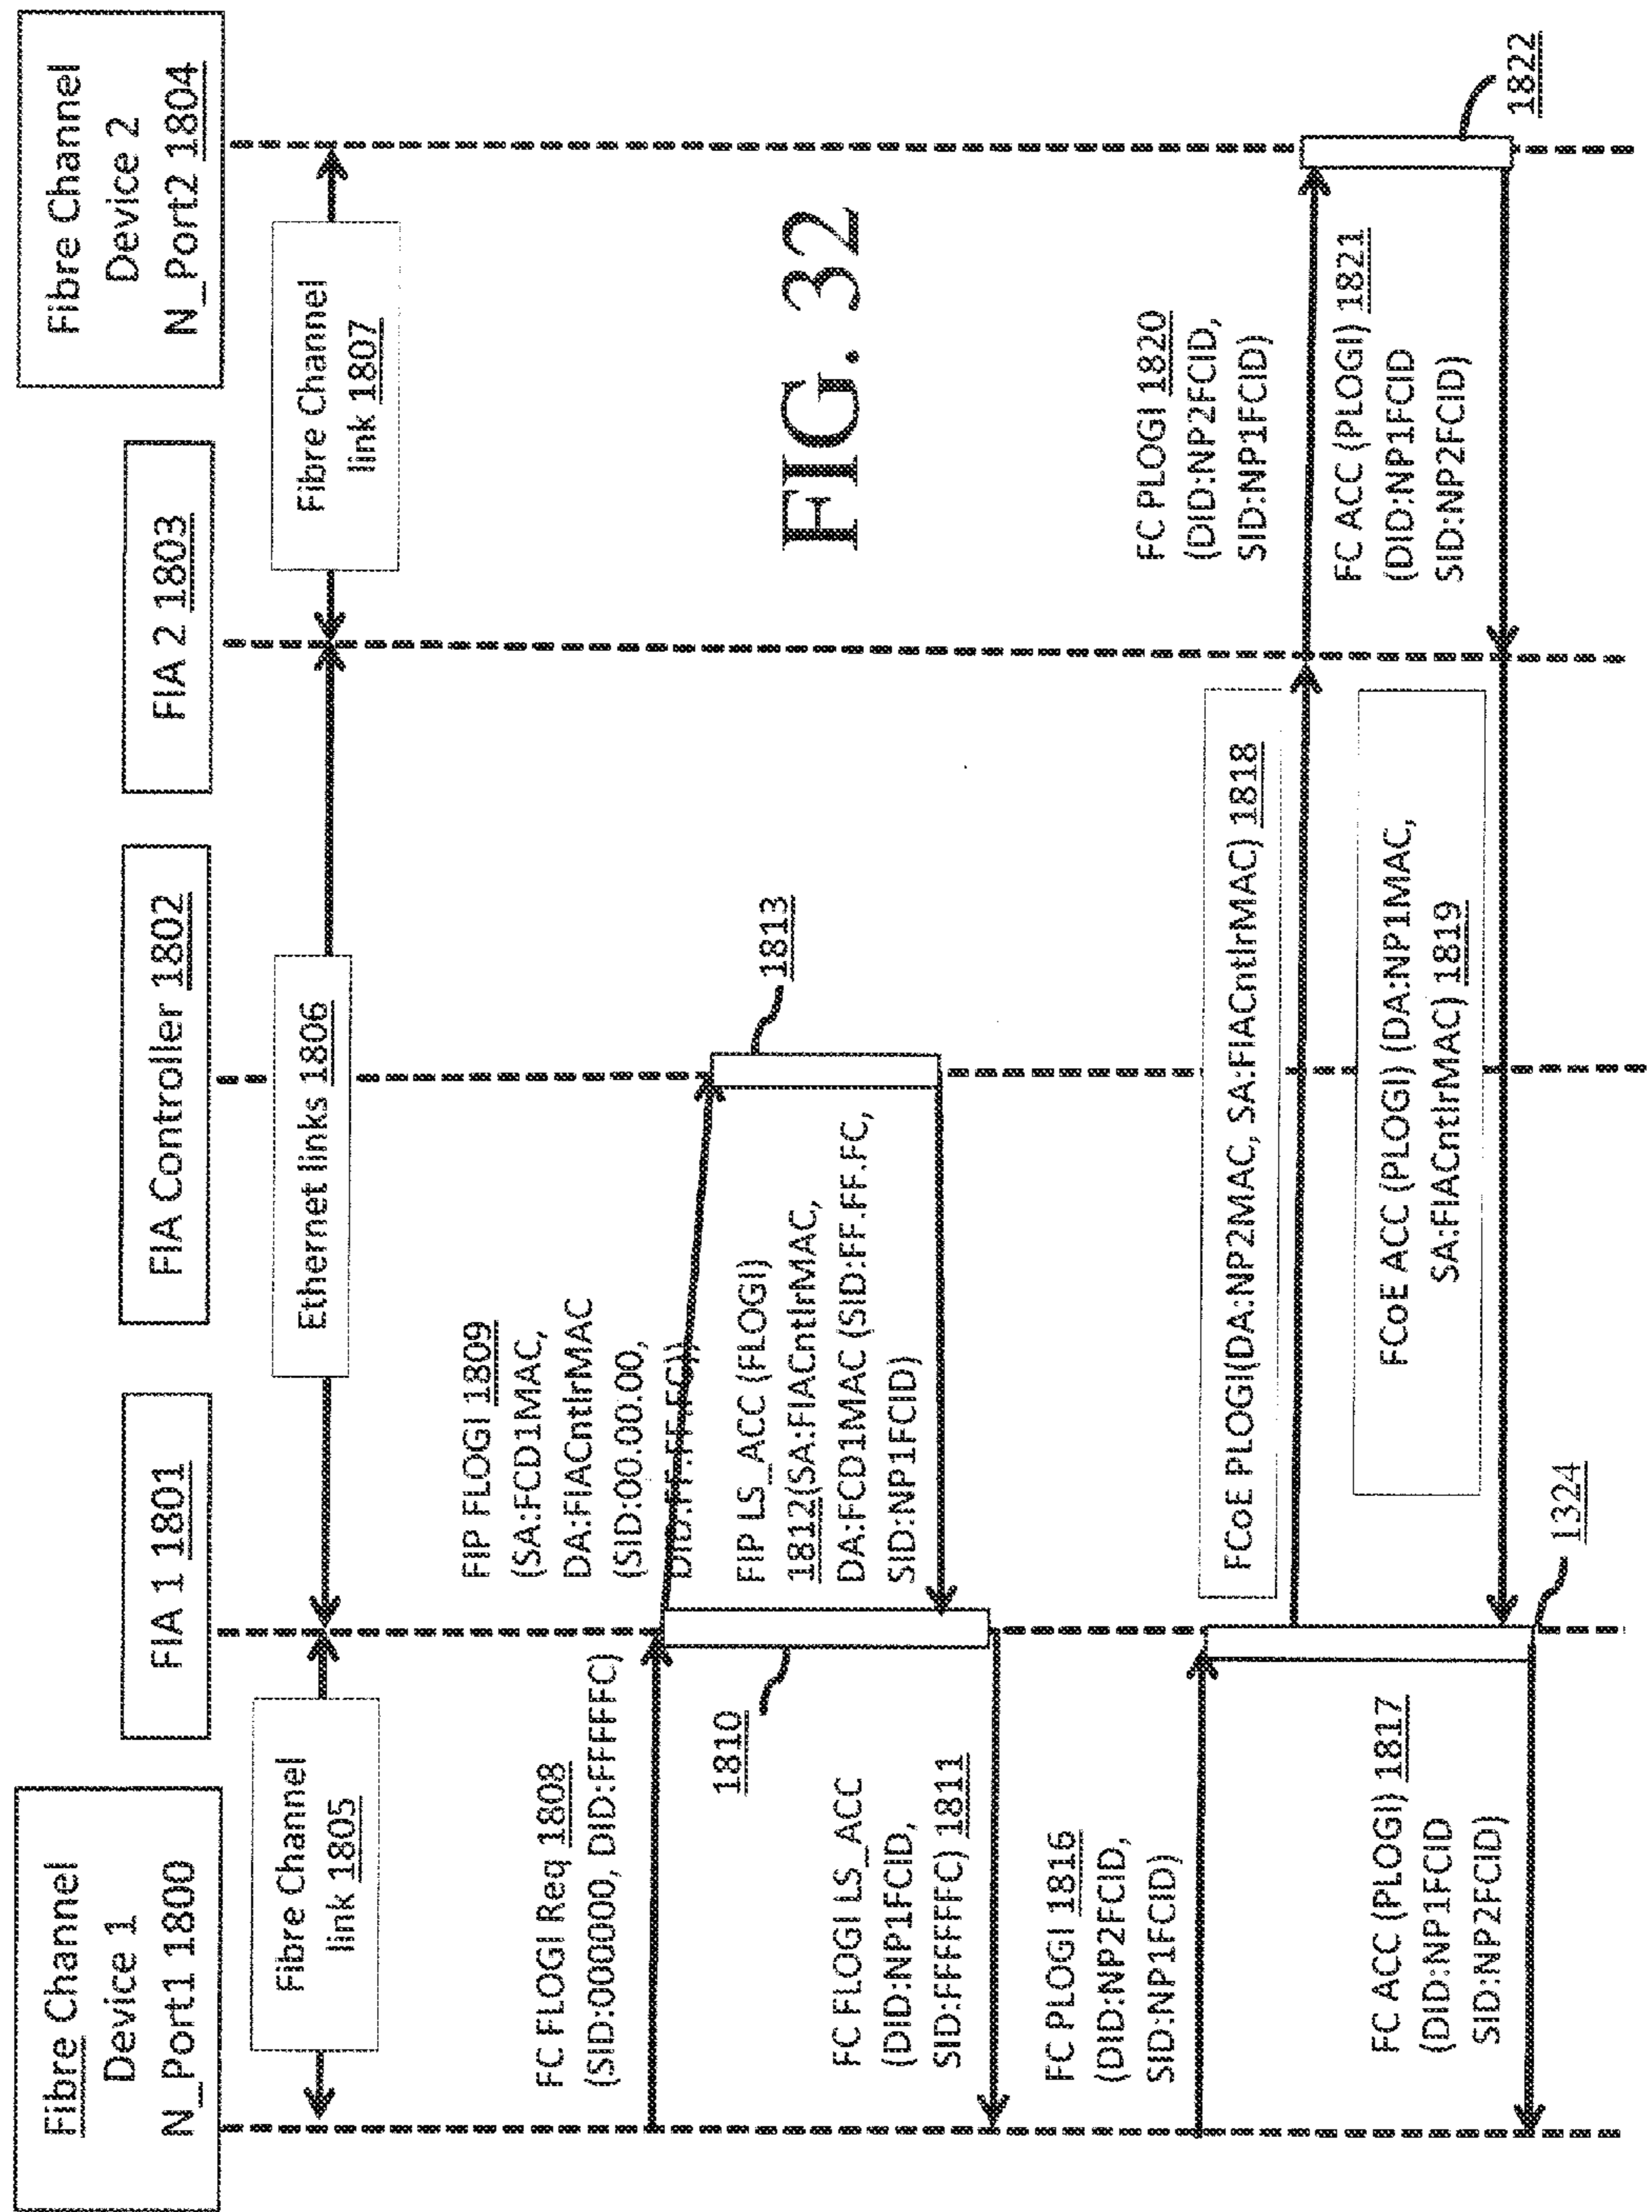 Fibre Channel
Device 1
N_Port1 1800
FIA 1 1801
FIA Controller 1802
FIA 2 1803
Fibre Channel
Device 2
N_Port2 1804
Fibre Channel
link 1805
Ethernet links 1806
Fibre Channel
link 1807
FC FLOGI Req 1808
(SID:000000, DID:FFFFFC)
FIP FLOGI 1809
(SA:FCD1MAC,
DA:FIACntlrMAC
(SID:00.00.00,
DID:FF.FF.FC))
1810
1813
FIP LS_ACC (FLOGI)
1812(SA:FIACntlrMAC,
DA:FCD1MAC (SID:FF.FF.FC,
SID:NP1FCID)
FC FLOGI LS_ACC
(DID:NP1FCID,
SID:FFFFFC) 1811
FIG. 32
FC PLOGI 1816
(DID:NP2FCID,
SID:NP1FCID)
FCoE PLOGI(DA:NP2MAC, SA:FIACntlrMAC) 1818
FC PLOGI 1820
(DID:NP2FCID,
SID:NP1FCID)
FC ACC (PLOGI) 1817
(DID:NP1FCID
SID:NP2FCID)
FCoE ACC (PLOGI) (DA:NP1MAC,
SA:FIACntlrMAC) 1819
FC ACC (PLOGI) 1821
(DID:NP1FCID
SID:NP2FCID)
1324
1822